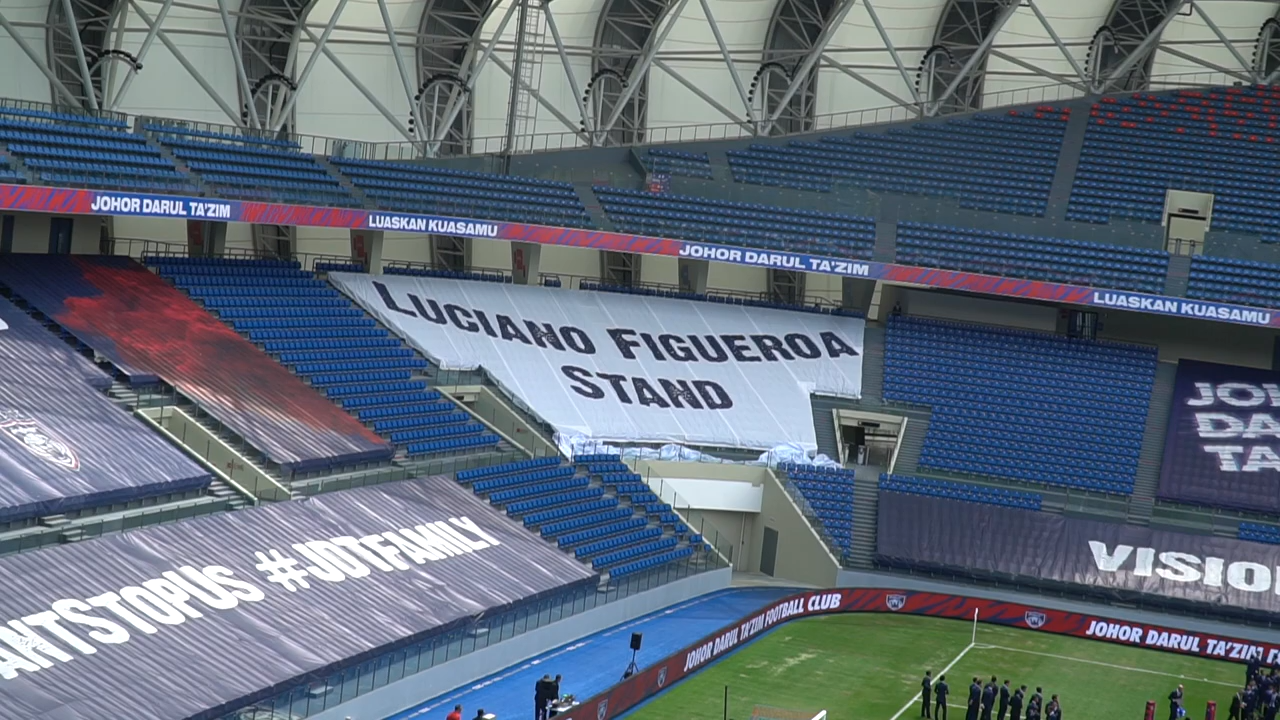 JOHOR DARUL TA'ZIM
LUASKAN KUASAMU
JOHOR DARUL TA'ZIM
LUASKAN KUASAMU
LUCIANO FIGUEROA
STAND
#JDTFAMILY
JOHOR DARUL TA'ZIM FOOTBALL CLUB
JOHOR DARUL TA'ZIM